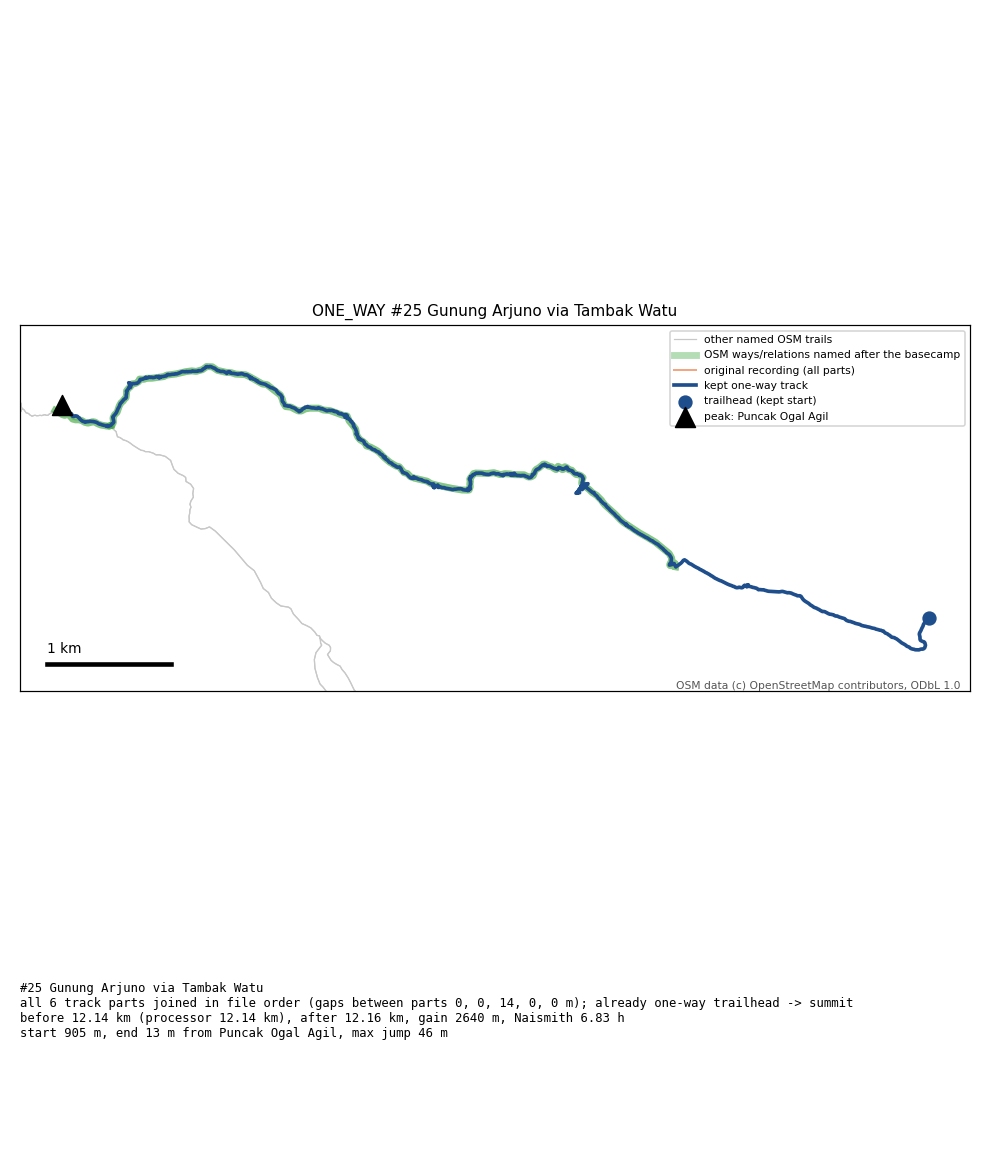 ONE_WAY #25 Gunung Arjuno via Tambak Watu
other named OSM trails
OSM ways/relations named after the basecamp
original recording (all parts)
kept one-way track
trailhead (kept start)
peak: Puncak Ogal Agil
1 km
OSM data (c) OpenStreetMap contributors, ODbL 1.0
#25 Gunung Arjuno via Tambak Watu
all 6 track parts joined in file order (gaps between parts 0, 0, 14, 0, 0 m); already one-way trailhead -> summit
before 12.14 km (processor 12.14 km), after 12.16 km, gain 2640 m, Naismith 6.83 h
start 905 m, end 13 m from Puncak Ogal Agil, max jump 46 m